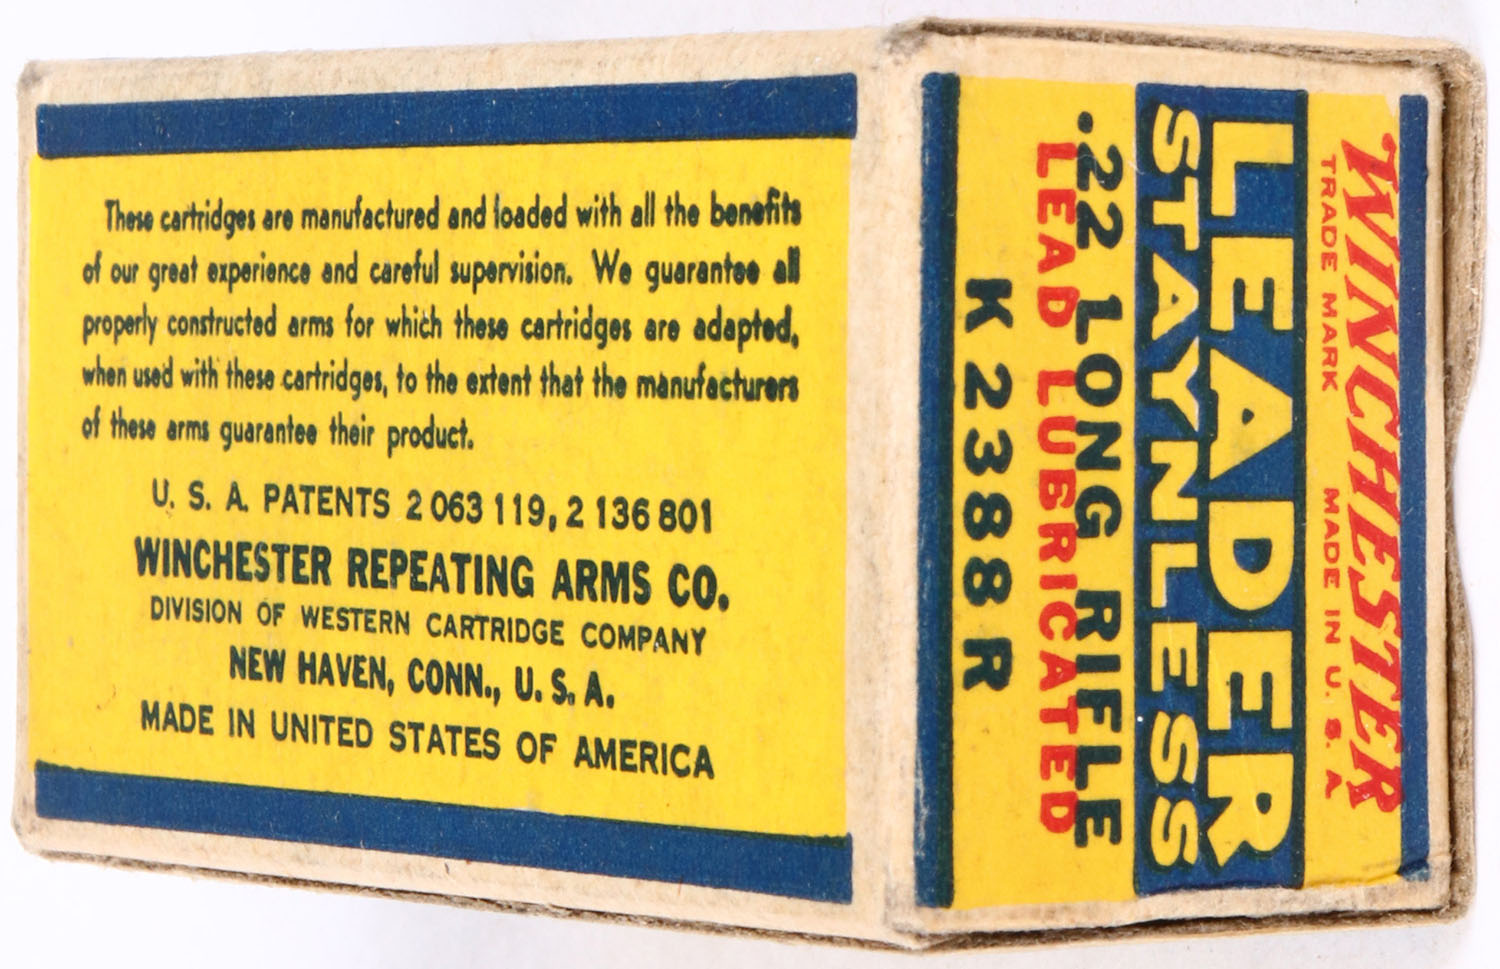 These cartridges are manufactured and loaded with all the benefits
of our great experience and careful supervision. We guarantee all
properly constructed arms for which these cartridges are adapted,
when used with these cartridges, to the extent that the manufacturers
of these arms guarantee their product.
U. S. A. PATENTS 2 063 119, 2 136 801
WINCHESTER REPEATING ARMS CO.
DIVISION OF WESTERN CARTRIDGE COMPANY
NEW HAVEN, CONN., U. S. A.
MADE IN UNITED STATES OF AMERICA
WINCHESTER
TRADE MARK MADE IN U. S. A
LEADER
STAYNLESS
.22 LONG RIFLE
LEAD LUBRICATED
K 2388 R